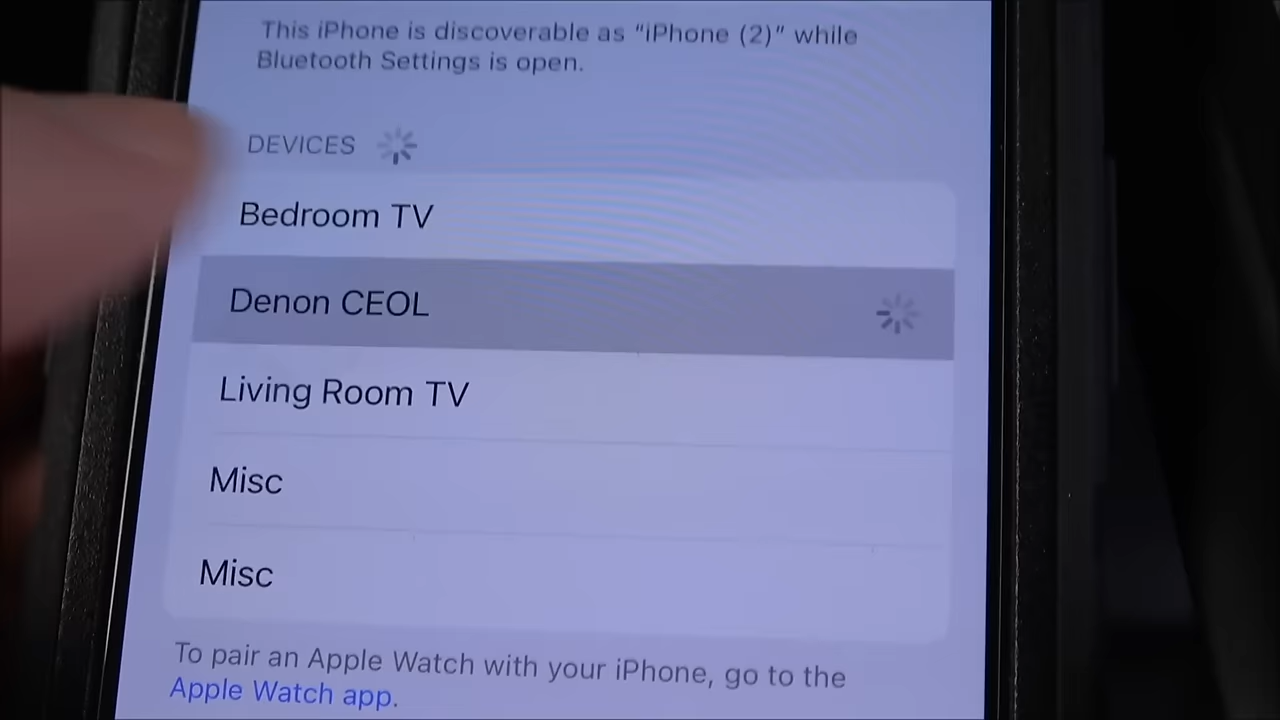 This iPhone is discoverable as “iPhone (2)” while
Bluetooth Settings is open.
DEVICES
Bedroom TV
Denon CEOL
Living Room TV
Misc
Misc
To pair an Apple Watch with your iPhone, go to the
Apple Watch app.